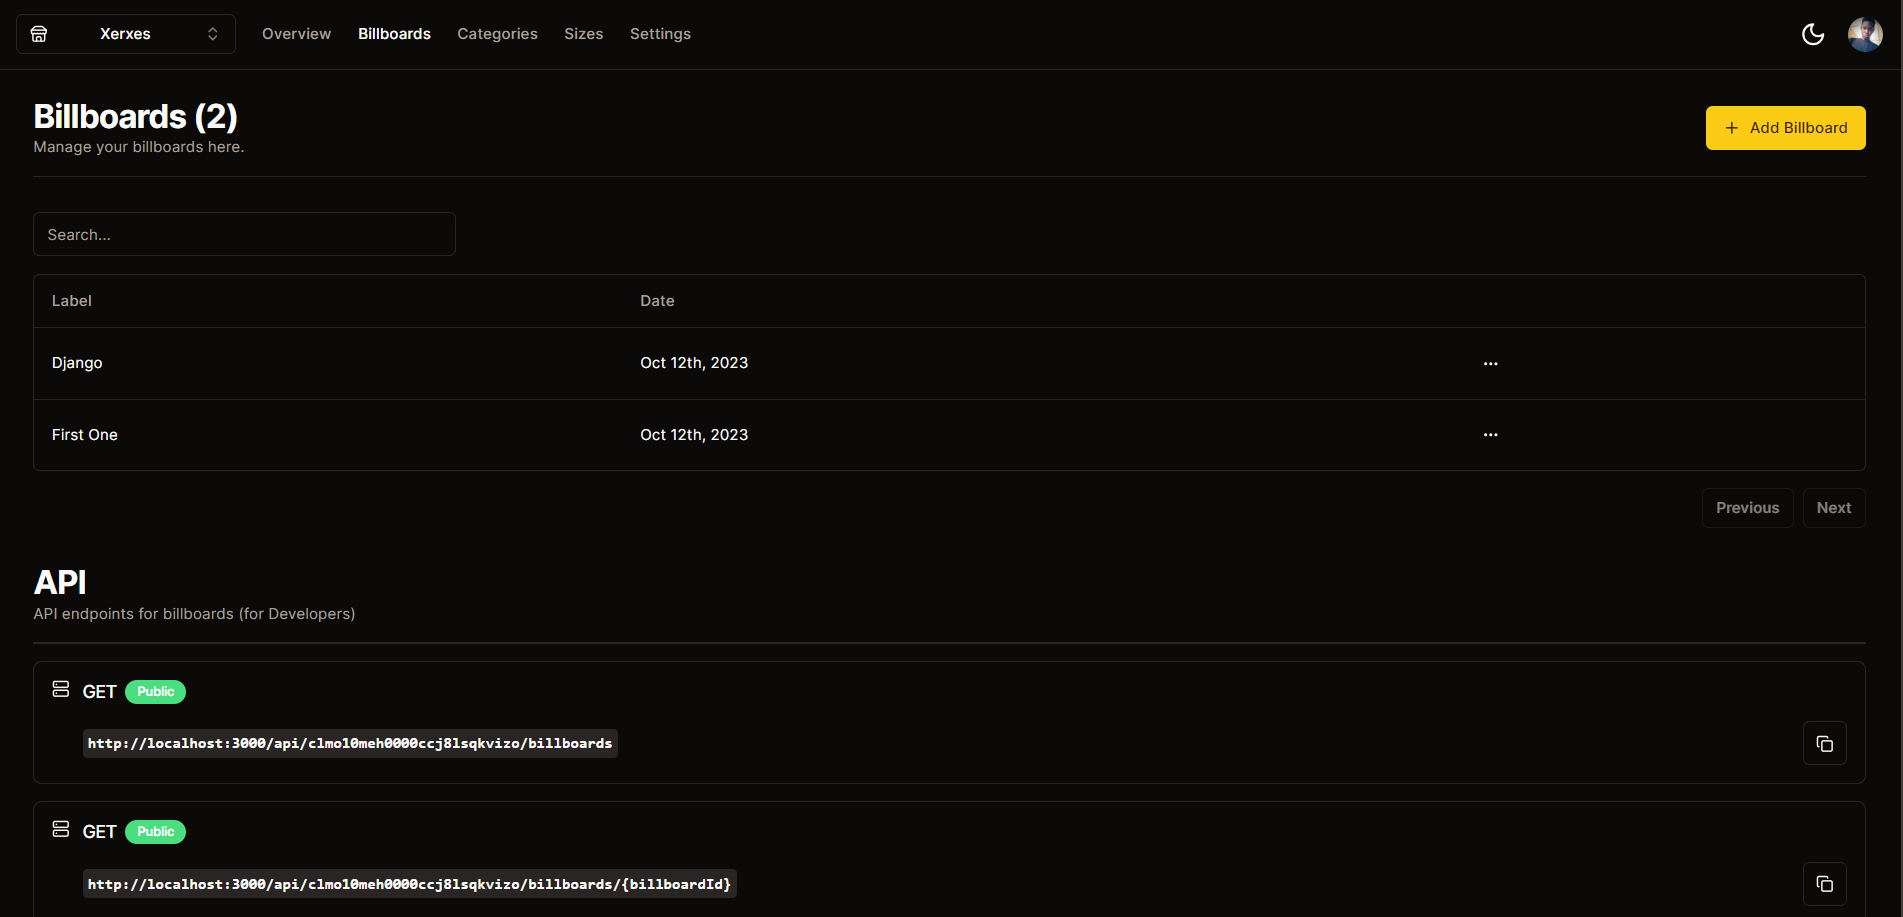 Xerxes Overview Billboards Categories Sizes Settings
Billboards (2)
Manage your billboards here.
+ Add Billboard
Search...
Label Date
Django Oct 12th, 2023 ...
First One Oct 12th, 2023 ...
Previous Next
API
API endpoints for billboards (for Developers)
GET Public
http://localhost:3000/api/clmo10meh0000ccj8lsqkvizo/billboards
GET Public
http://localhost:3000/api/clmo10meh0000ccj8lsqkvizo/billboards/{billboardId}